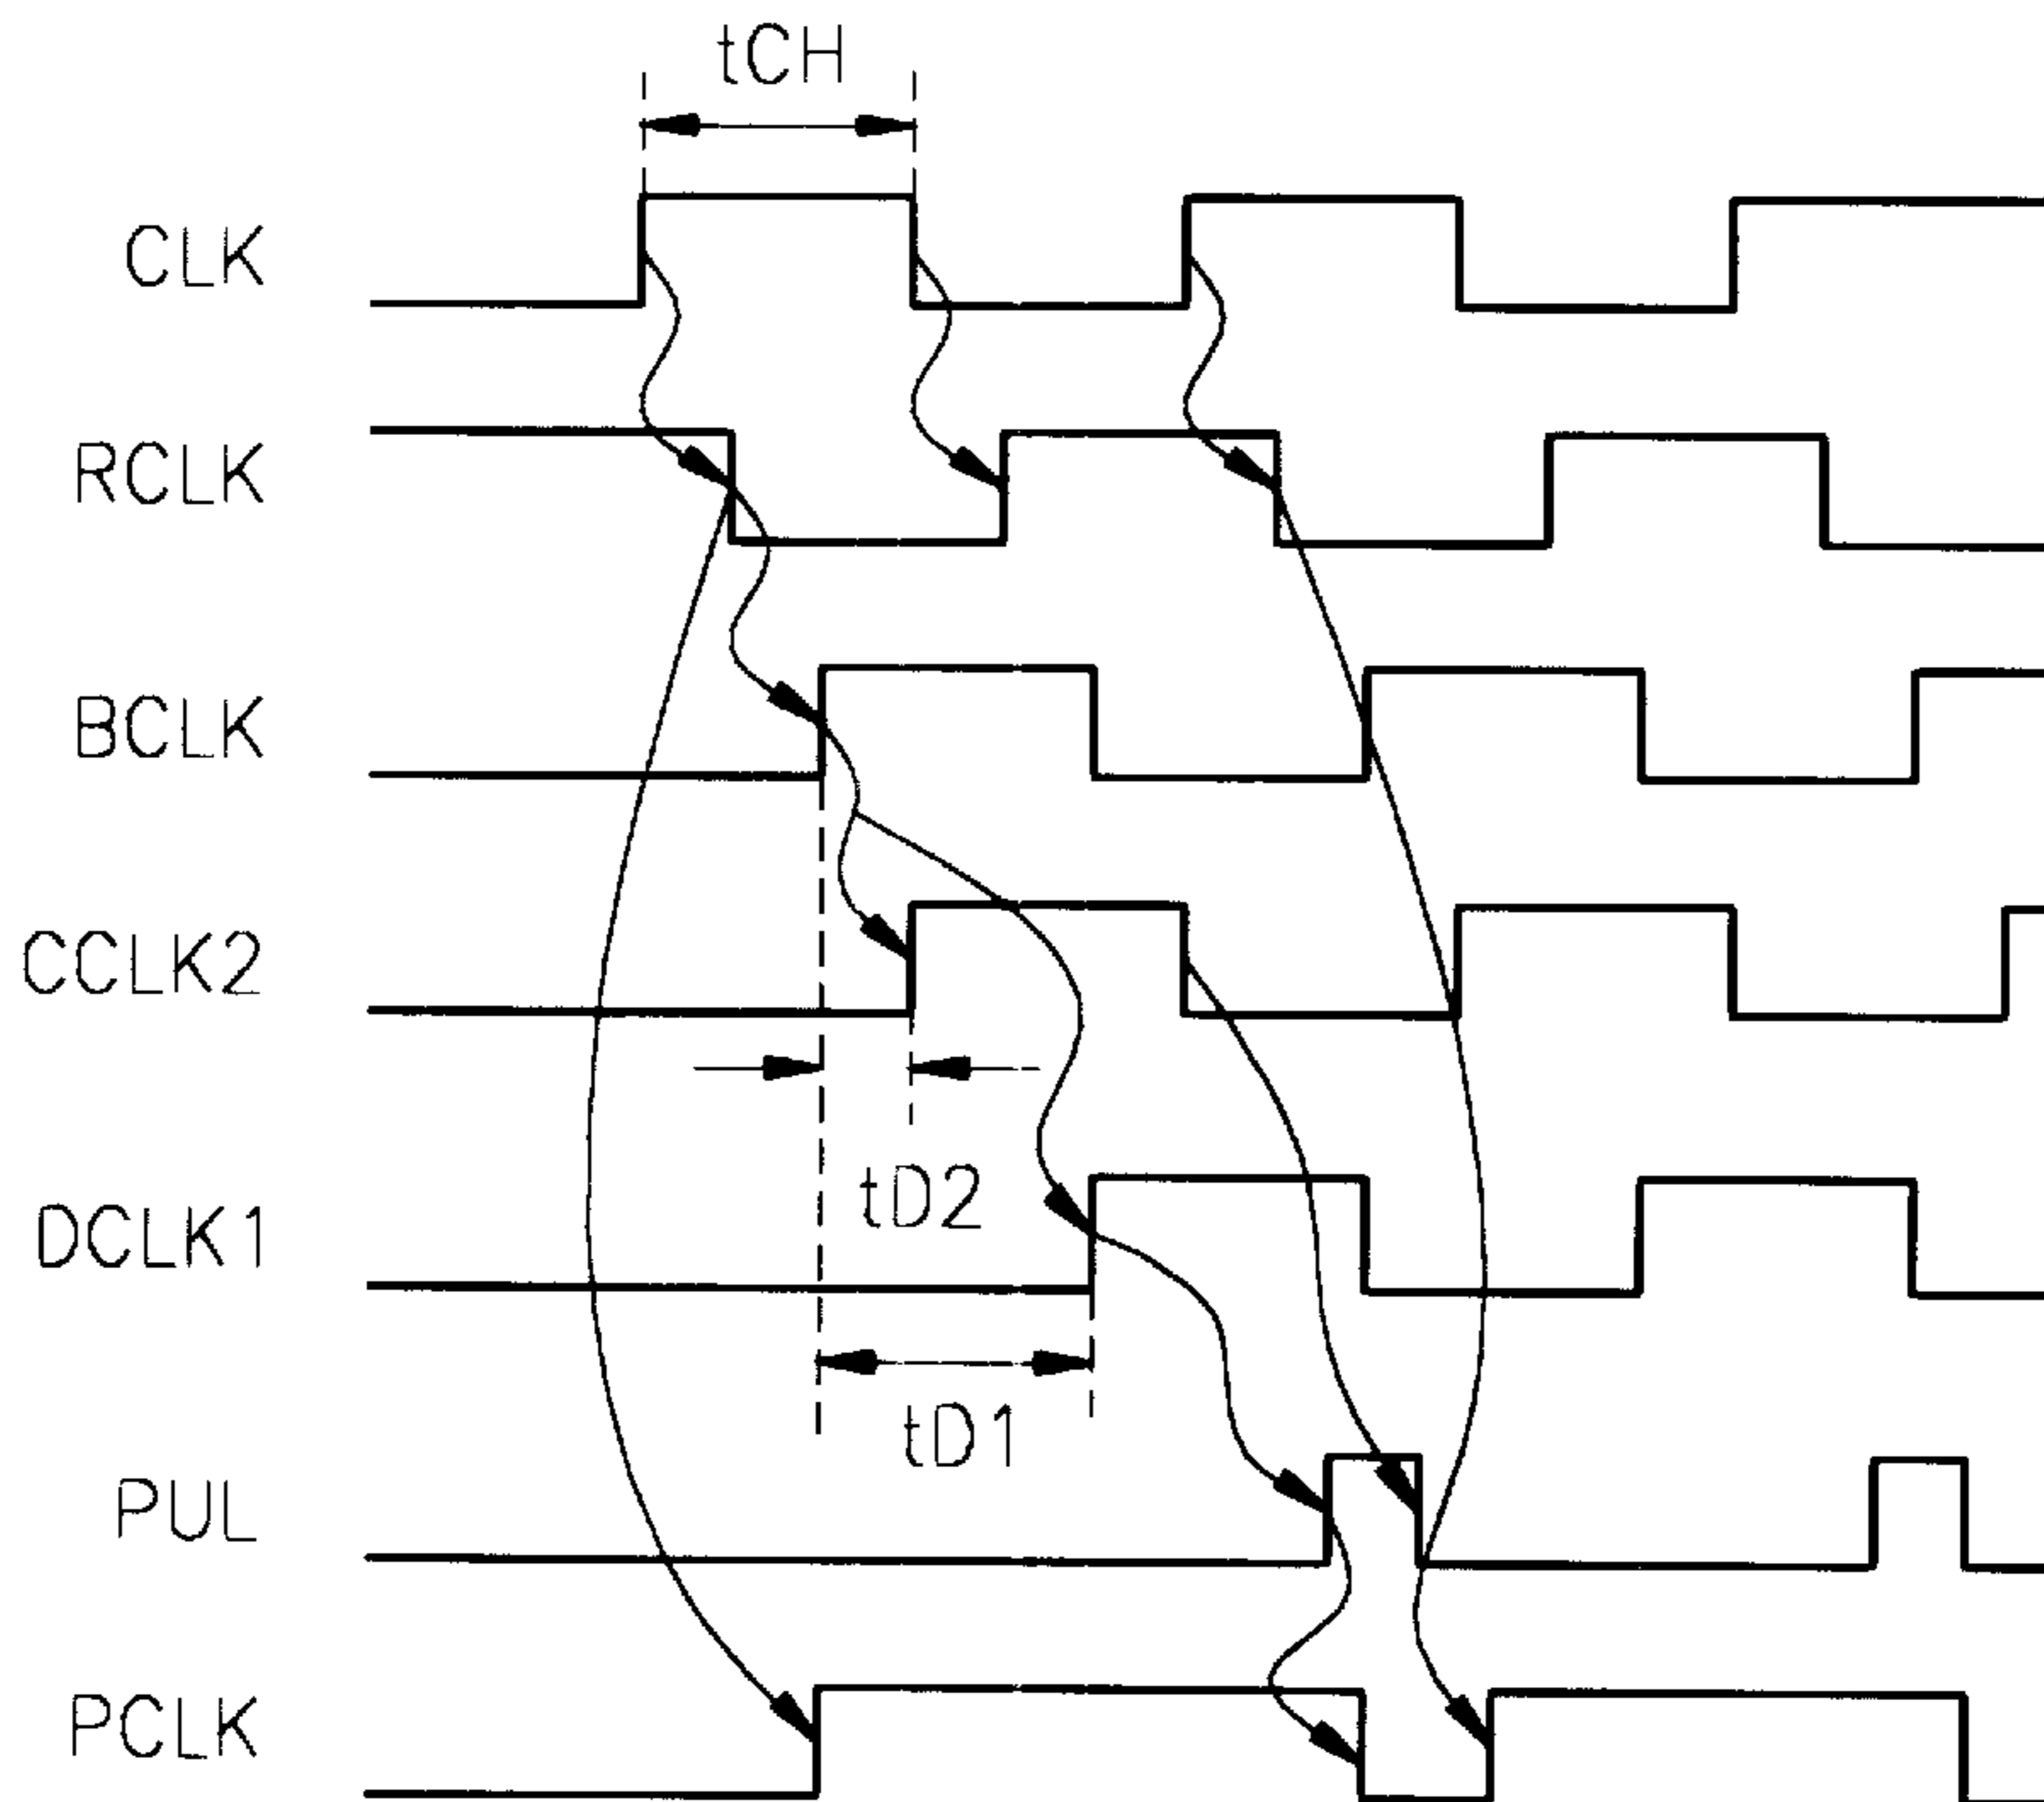 tCH
CLK
RCLK
BCLK
CCLK2
tD2
DCLK1
tD1
PUL
PCLK